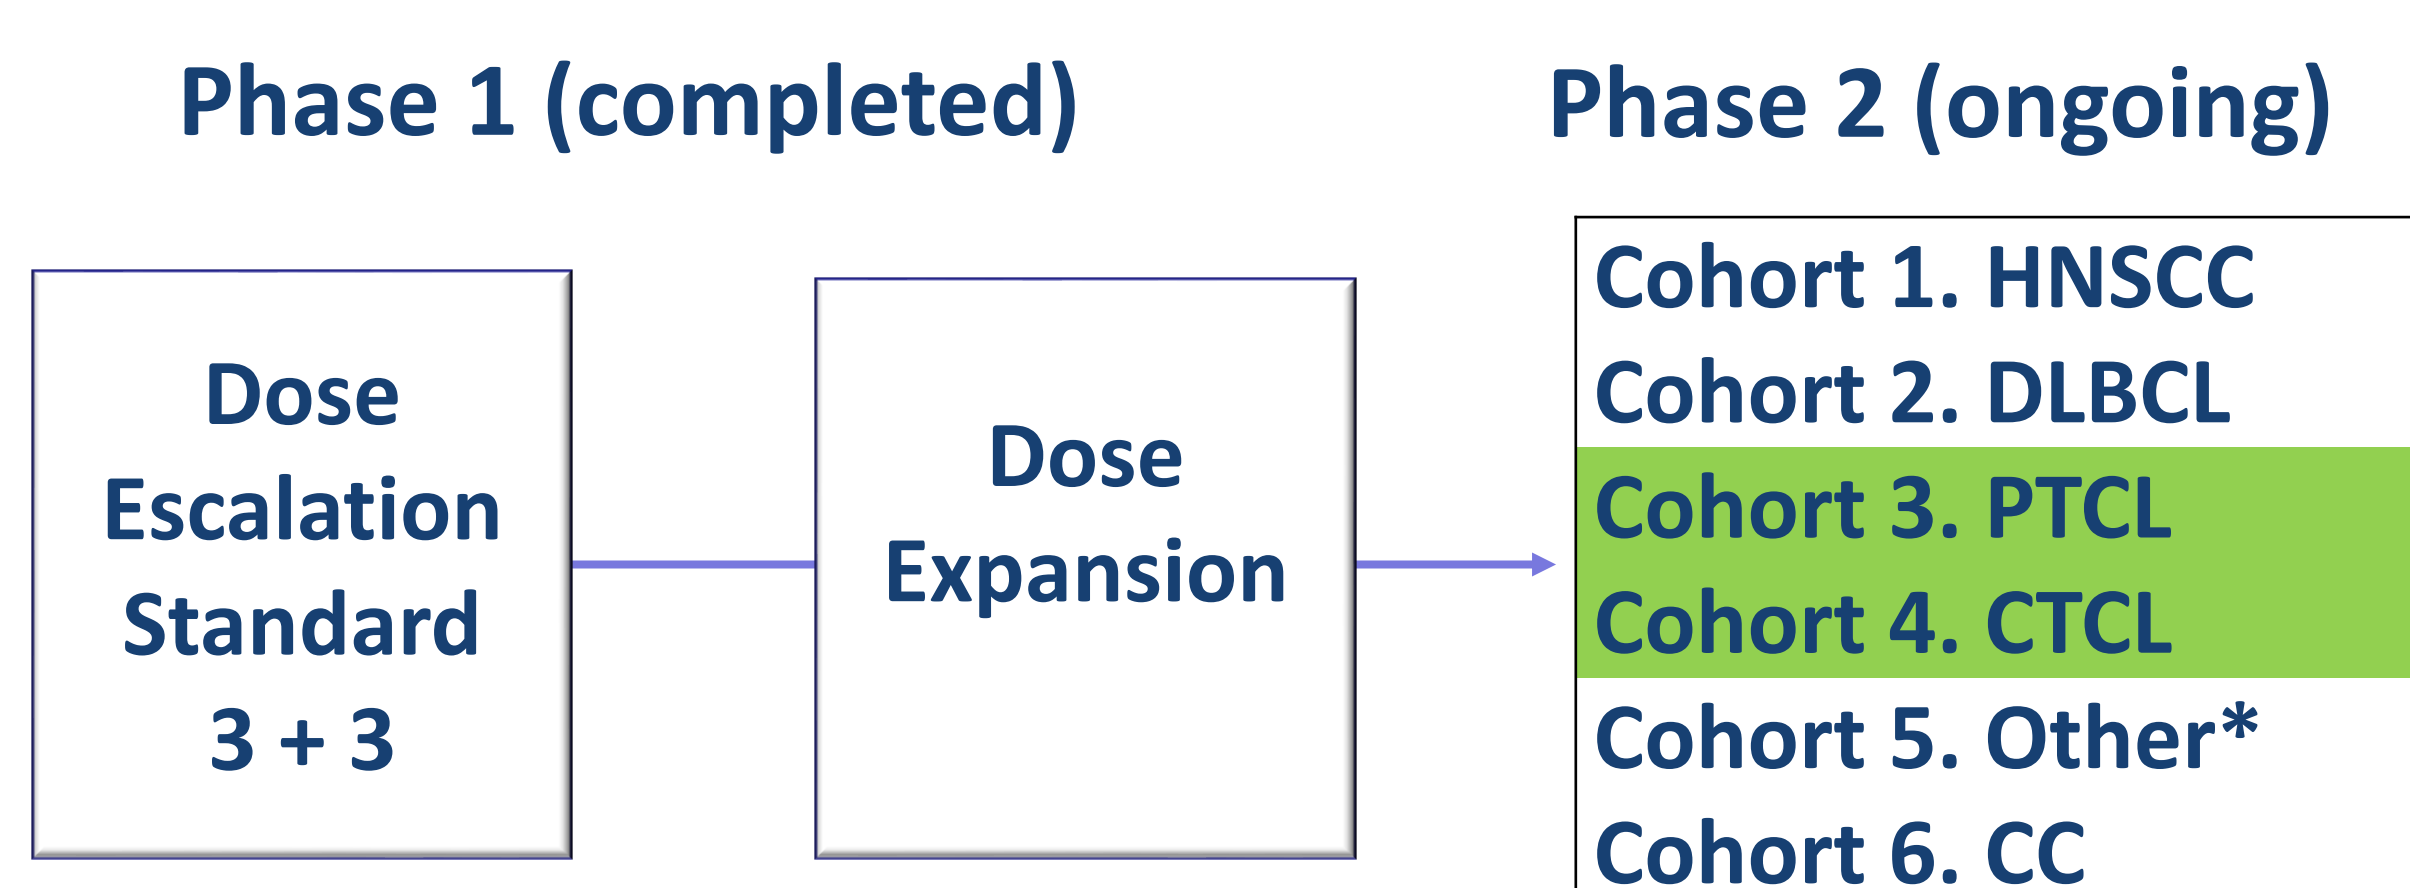 Phase 1 (completed)
Phase 2 (ongoing)
Dose
Escalation
Standard
3 + 3
Dose
Expansion
Cohort 1. HNSCC
Cohort 2. DLBCL
Cohort 3. PTCL
Cohort 4. CTCL
Cohort 5. Other*
Cohort 6. CC